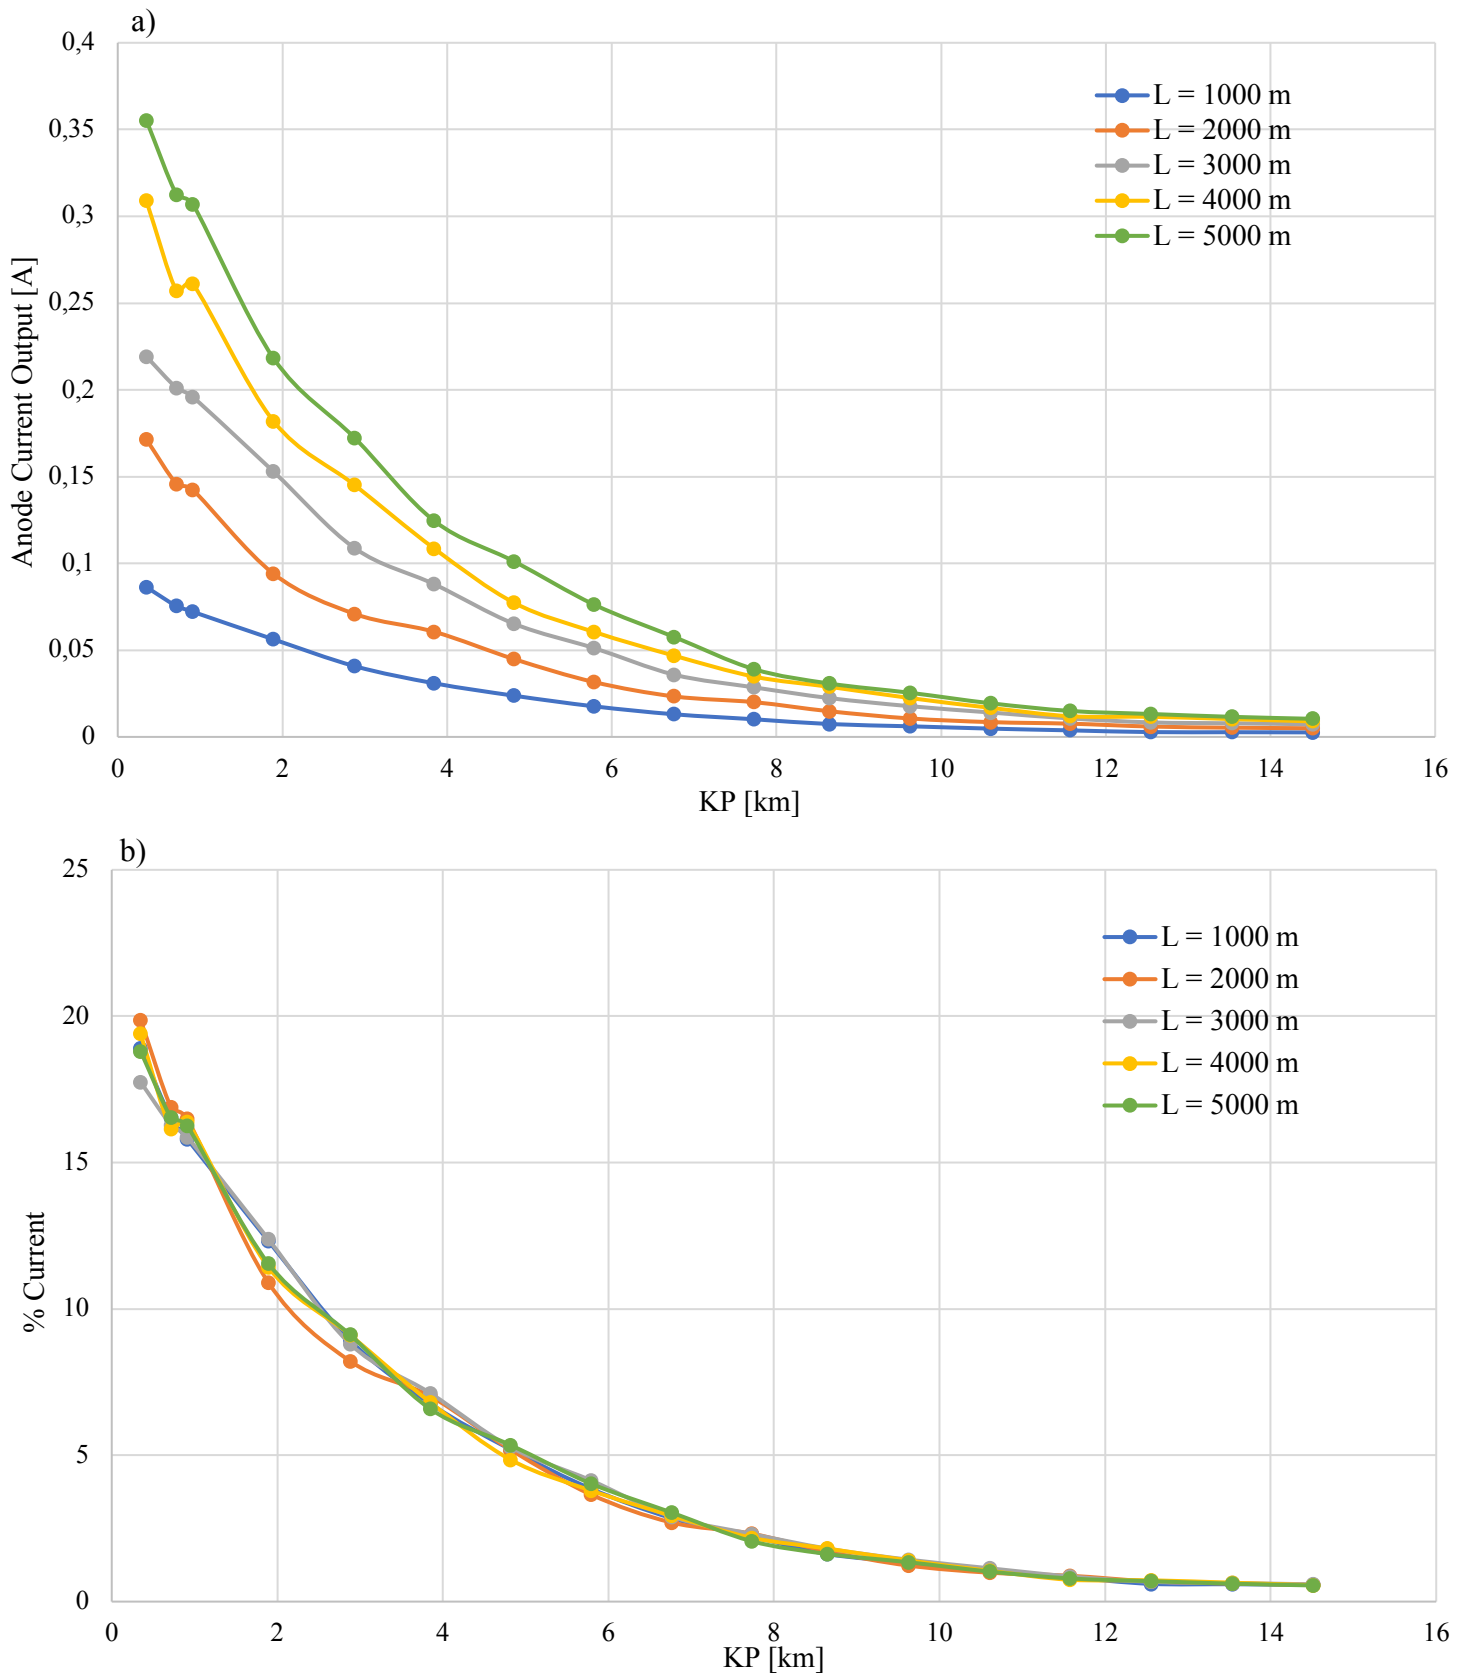 a)
0,4
0,35
0,3
0,25
0,2
0,15
0,1
0,05
0
Anode Current Output [A]
L = 1000 m
L = 2000 m
L = 3000 m
L = 4000 m
L = 5000 m
0 2 4 6 8 10 12 14 16
KP [km]
b)
25
20
15
10
5
0
% Current
L = 1000 m
L = 2000 m
L = 3000 m
L = 4000 m
L = 5000 m
0 2 4 6 8 10 12 14 16
KP [km]